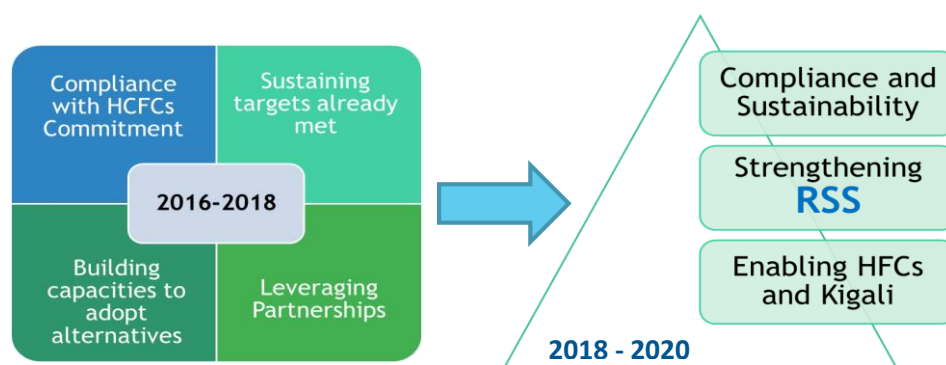 Compliance
with HCFCs
Commitment
Sustaining
targets already
met
2016-2018
Building
capacities to
adopt
alternatives
Leveraging
Partnerships
Compliance and
Sustainability
Strengthening
RSS
Enabling HFCs
and Kigali
2018 - 2020